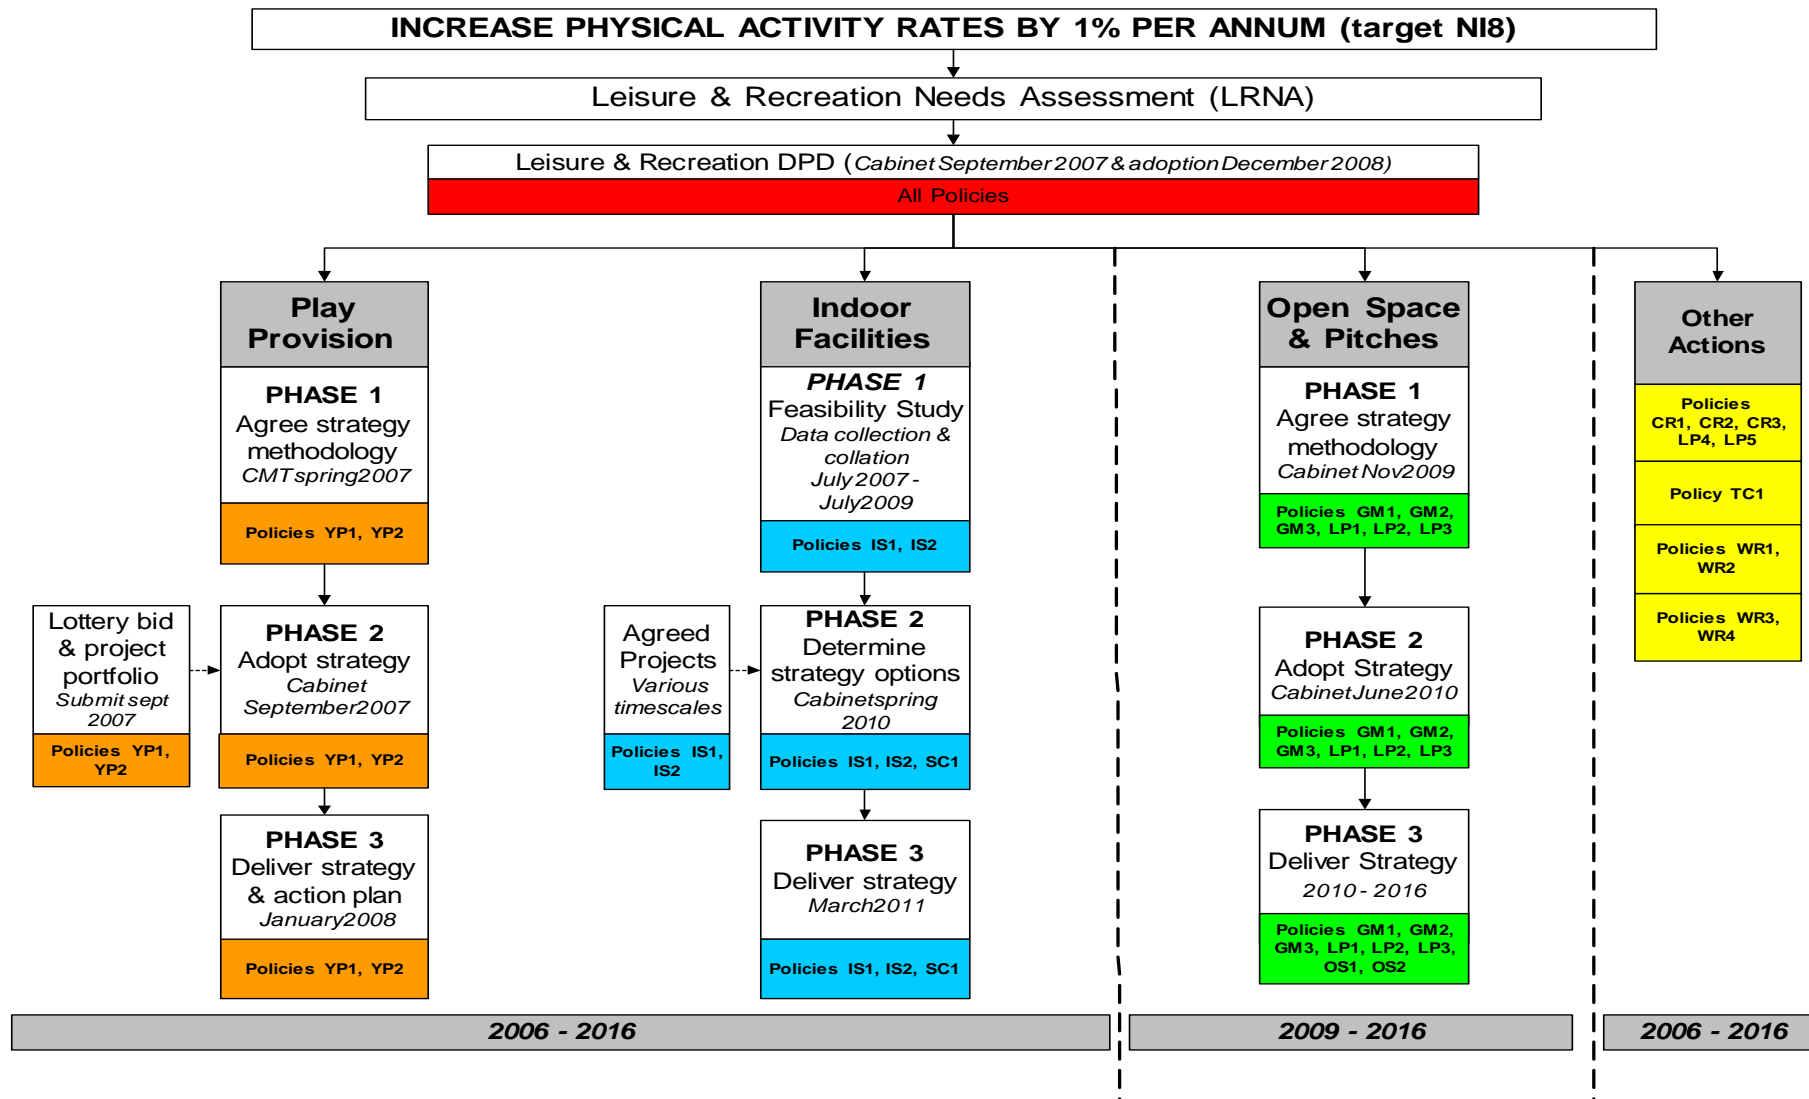 INCREASE PHYSICAL ACTIVITY RATES BY 1% PER ANNUM (target NI8)
Leisure & Recreation Needs Assessment (LRNA)
Leisure & Recreation DPD (Cabinet September 2007 & adoption December 2008)
All Policies
Play
Provision
PHASE 1
Agree strategy
methodology
CMT spring 2007
Policies YP1, YP2
Lottery bid
& project
portfolio
Submit sept
2007
Policies YP1,
YP2
PHASE 2
Adopt strategy
Cabinet
September 2007
Policies YP1, YP2
PHASE 3
Deliver strategy
& action plan
January 2008
Policies YP1, YP2
Indoor
Facilities
PHASE 1
Feasibility Study
Data collection &
collation
July 2007 -
July 2009
Policies IS1, IS2
Agreed
Projects
Various
timescales
Policies IS1,
IS2
PHASE 2
Determine
strategy options
Cabinet spring
2010
Policies IS1, IS2, SC1
PHASE 3
Deliver strategy
March 2011
Policies IS1, IS2, SC1
Open Space
& Pitches
PHASE 1
Agree strategy
methodology
Cabinet Nov 2009
Policies GM1, GM2,
GM3, LP1, LP2, LP3
PHASE 2
Adopt Strategy
Cabinet June 2010
Policies GM1, GM2,
GM3, LP1, LP2, LP3
PHASE 3
Deliver Strategy
2010 - 2016
Policies GM1, GM2,
GM3, LP1, LP2, LP3,
OS1, OS2
Other
Actions
Policies
CR1, CR2, CR3,
LP4, LP5
Policy TC1
Policies WR1,
WR2
Policies WR3,
WR4
2006 - 2016
2009 - 2016
2006 - 2016